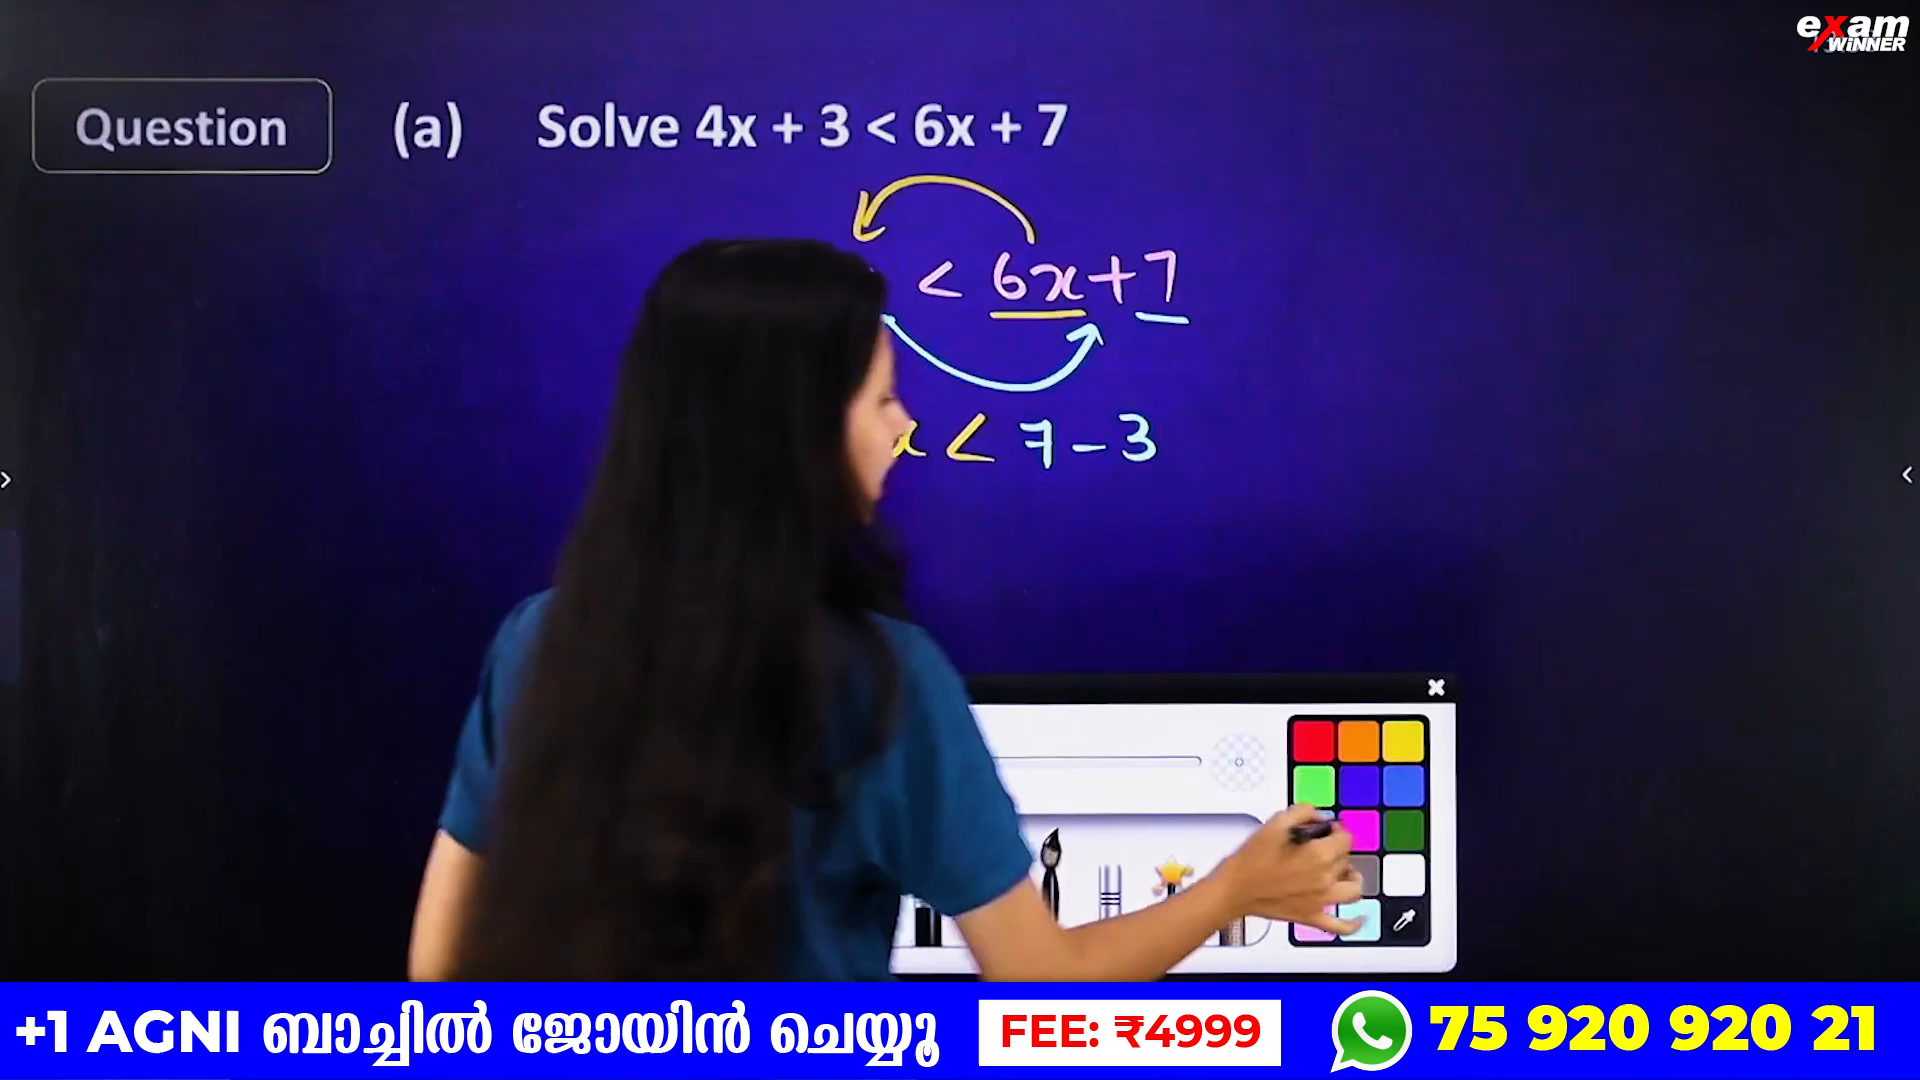 exam
WINNER
Question (a) Solve 4x + 3 < 6x + 7
< 6x + 7
x < 7 - 3
+1 AGNI ബാച്ചിൽ ജോയിൻ ചെയ്യൂ FEE: ₹4999 75 920 920 21